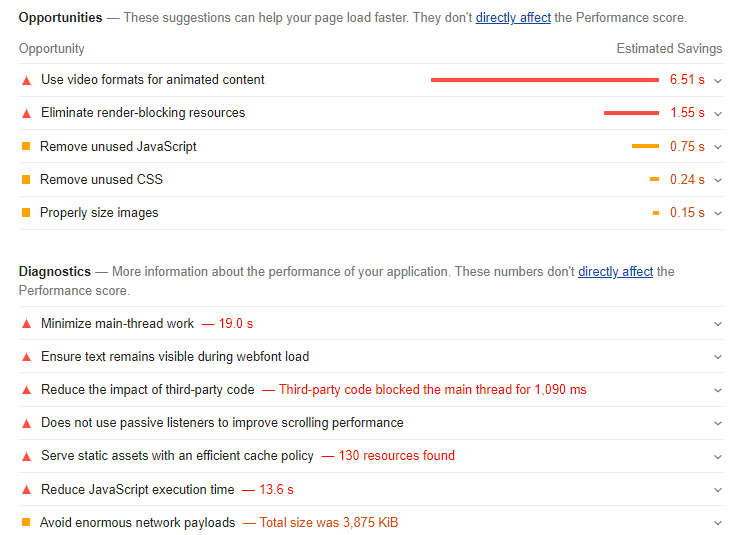 Opportunities — These suggestions can help your page load faster. They don't directly affect the Performance score.
Opportunity Estimated Savings
Use video formats for animated content 6.51 s
Eliminate render-blocking resources 1.55 s
Remove unused JavaScript 0.75 s
Remove unused CSS 0.24 s
Properly size images 0.15 s
Diagnostics — More information about the performance of your application. These numbers don't directly affect the
Performance score.
Minimize main-thread work — 19.0 s
Ensure text remains visible during webfont load
Reduce the impact of third-party code — Third-party code blocked the main thread for 1,090 ms
Does not use passive listeners to improve scrolling performance
Serve static assets with an efficient cache policy — 130 resources found
Reduce JavaScript execution time — 13.6 s
Avoid enormous network payloads — Total size was 3,875 KiB